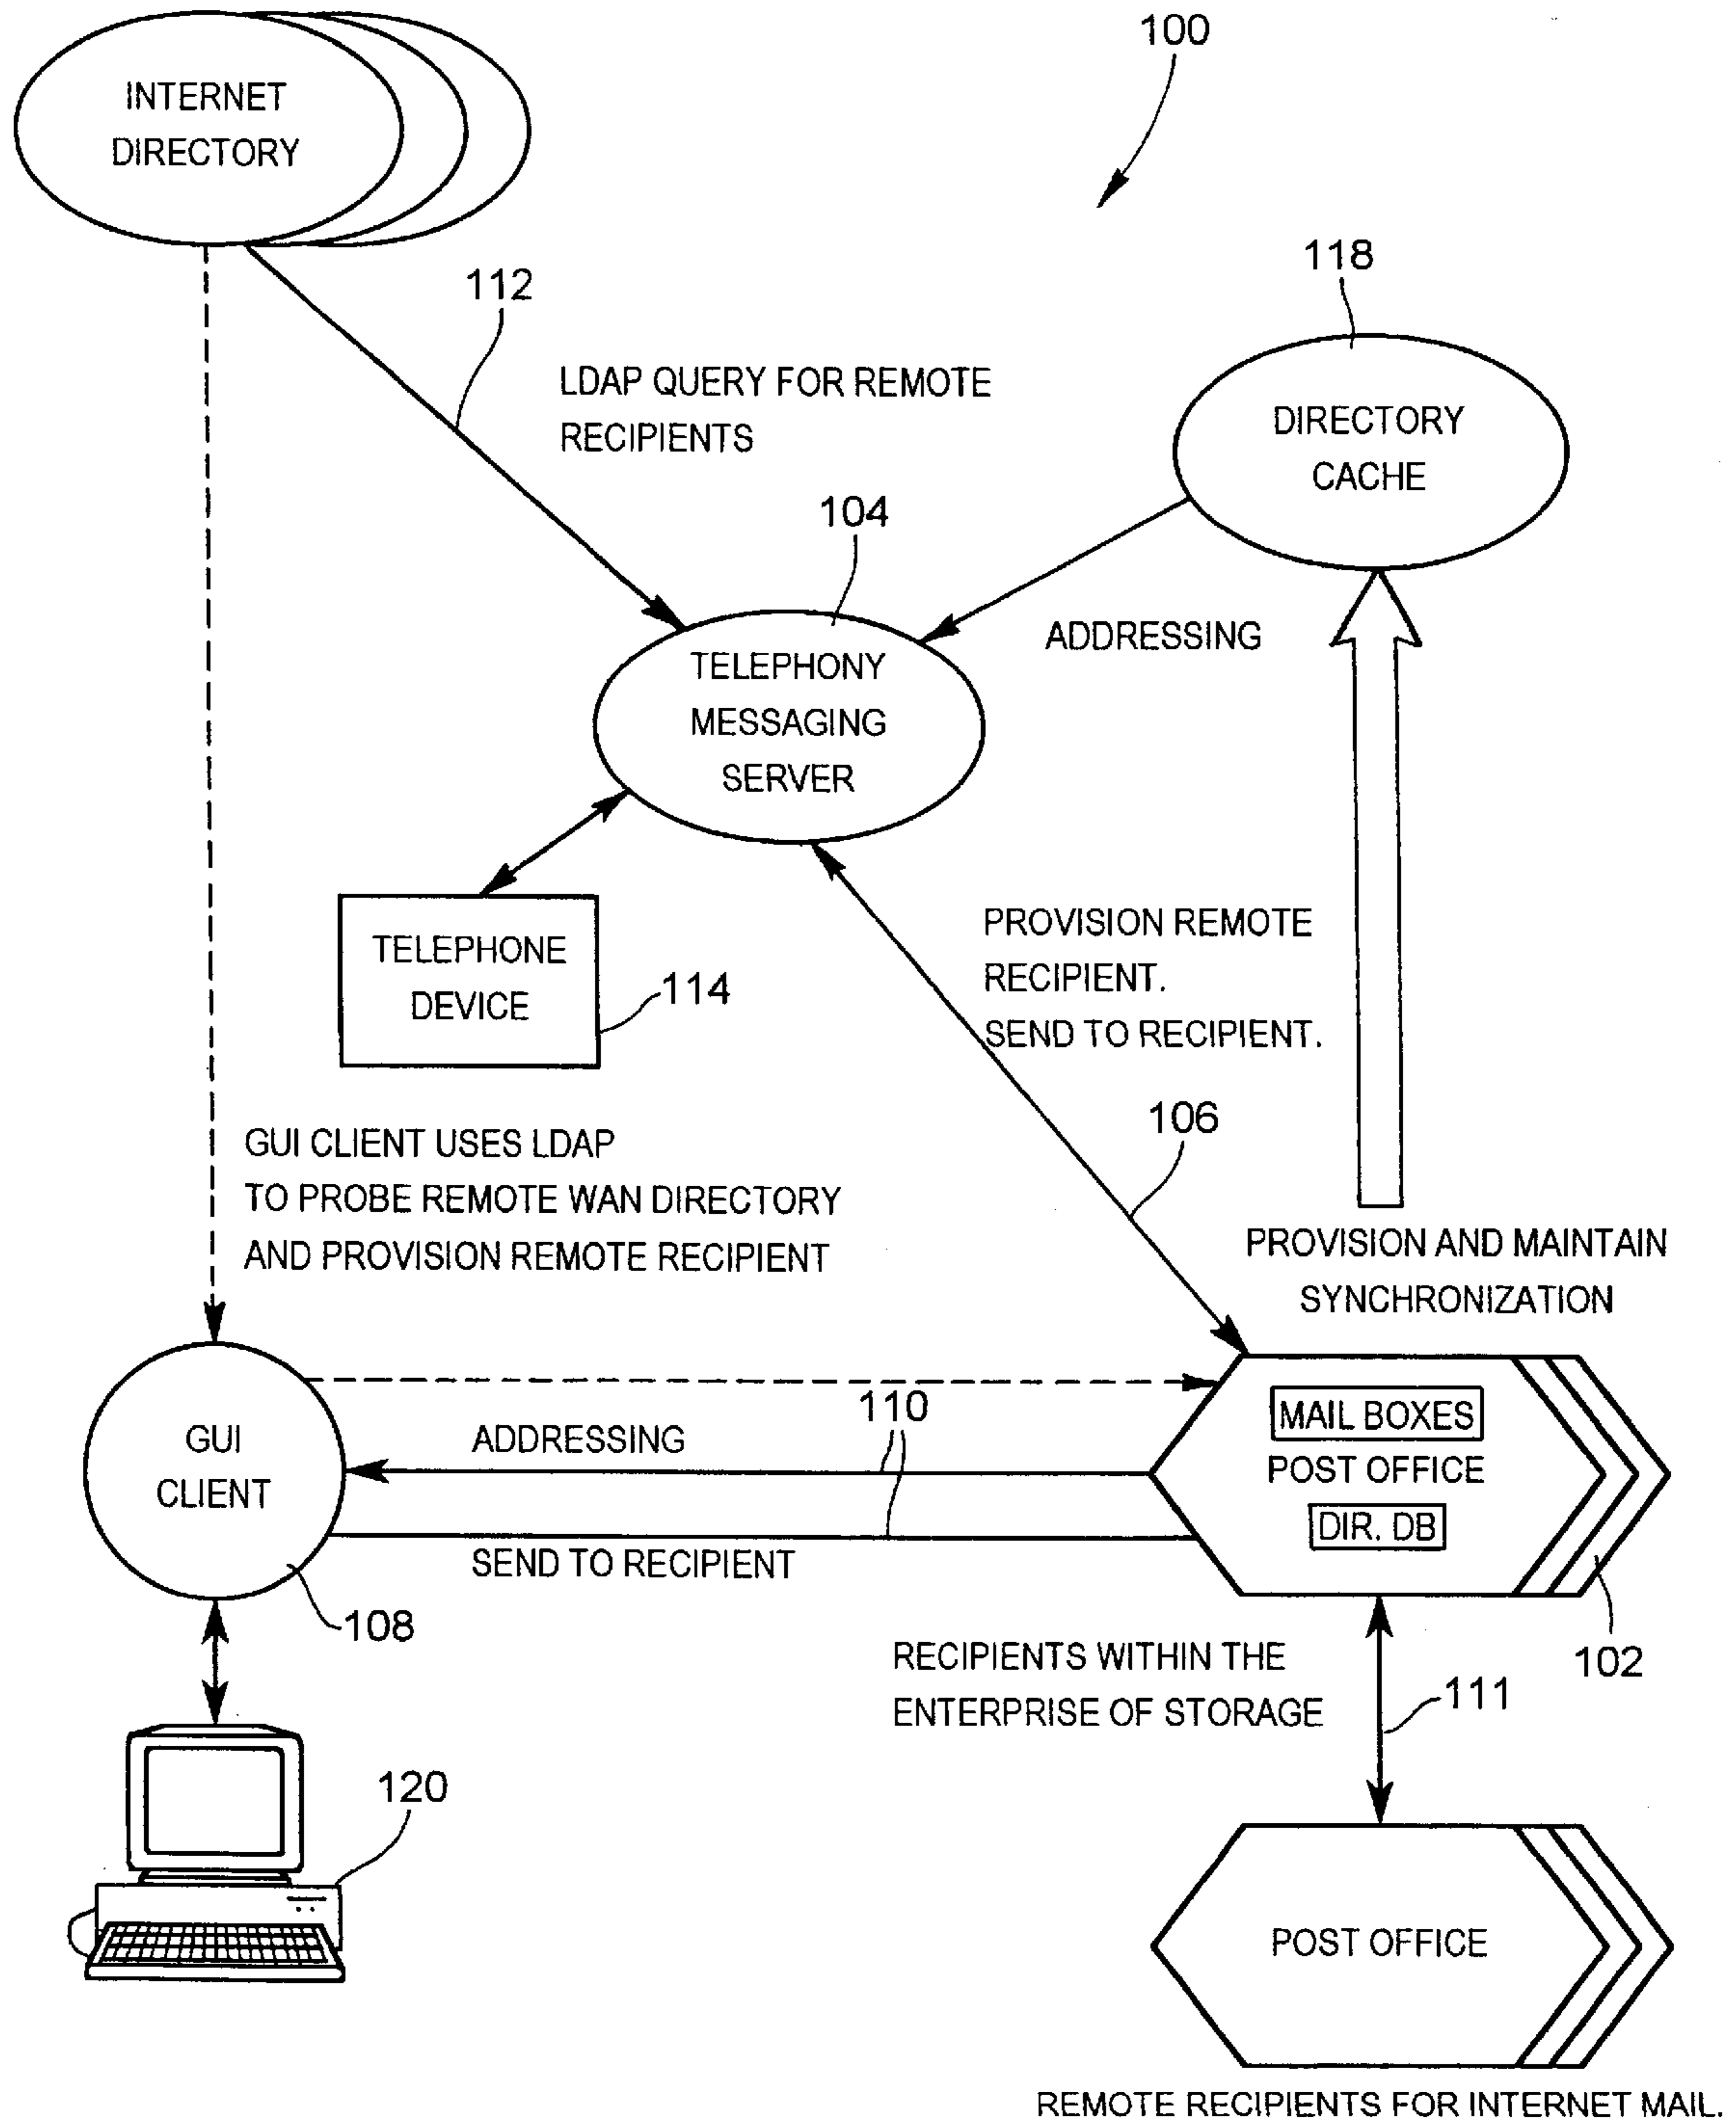 100
INTERNET
DIRECTORY
112
118
LDAP QUERY FOR REMOTE
RECIPIENTS
DIRECTORY
CACHE
104
ADDRESSING
TELEPHONY
MESSAGING
SERVER
PROVISION REMOTE
RECIPIENT.
SEND TO RECIPIENT.
TELEPHONE
DEVICE
114
106
GUI CLIENT USES LDAP
TO PROBE REMOTE WAN DIRECTORY
AND PROVISION REMOTE RECIPIENT
PROVISION AND MAINTAIN
SYNCHRONIZATION
110
GUI
CLIENT
ADDRESSING
MAIL BOXES
POST OFFICE
DIR. DB
SEND TO RECIPIENT
108
102
RECIPIENTS WITHIN THE
ENTERPRISE OF STORAGE
111
120
POST OFFICE
REMOTE RECIPIENTS FOR INTERNET MAIL.